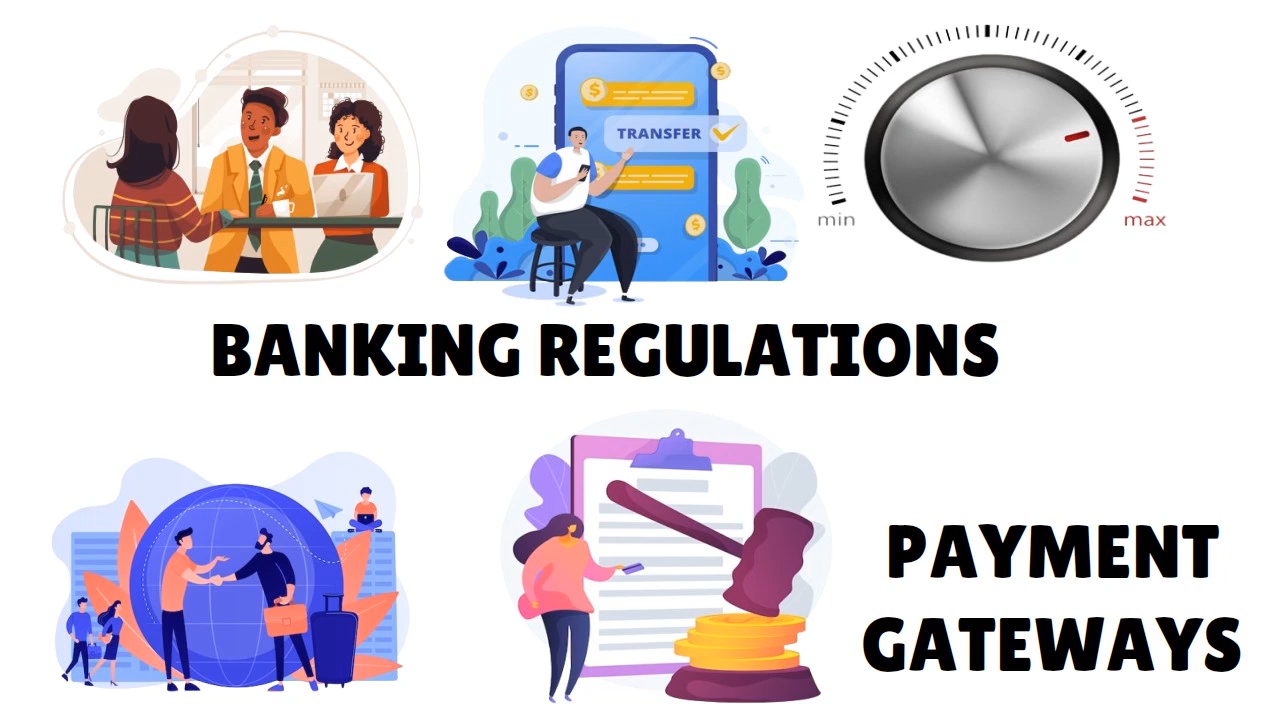 TRANSFER
min
max
BANKING REGULATIONS
PAYMENT
GATEWAYS